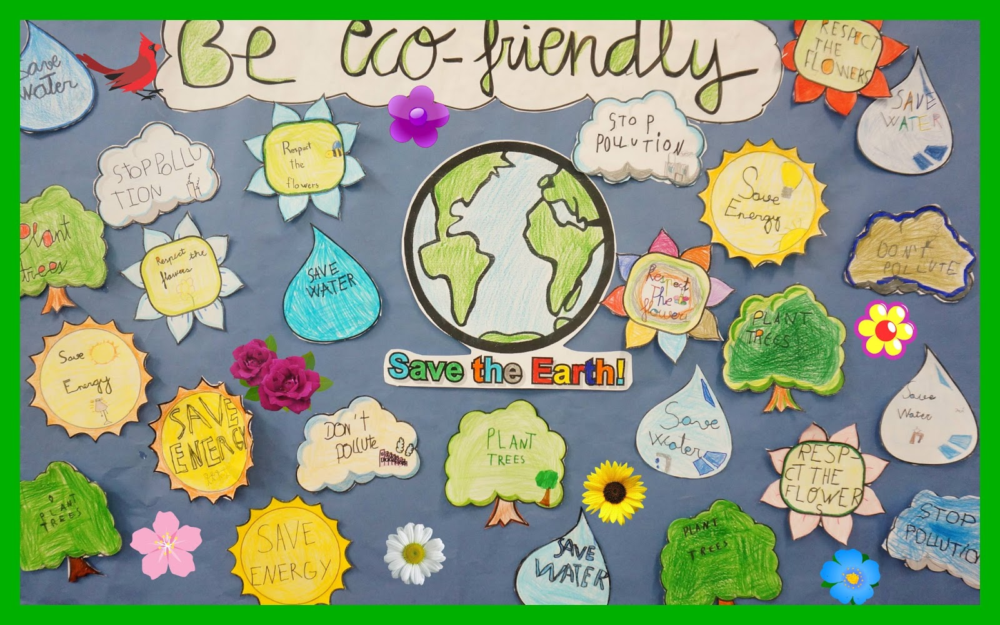 Be eco-friendly
Save
Water
RESPECT
THE
FLOWERS
SAVE
WATER
STOP
POLLUTION
STOP POLLU
TION
Respect
the
flowers
Save
Energy
Plant
trees
Respect the
flowers
SAVE
WATER
Respect
The
flowers
DON'T
POLLUTE
PLANT
TREES
Save
Energy
Save the Earth!
SAVE
ENERGY
DON't
pollute
PLANT
TREES
Save
Water
Save
Water
RESP-
CT THE
FLOWER
S
PLANT
TREES
SAVE
ENERGY
SAVE
WATER
PLANT
TREES
STOP
POLLUTIO